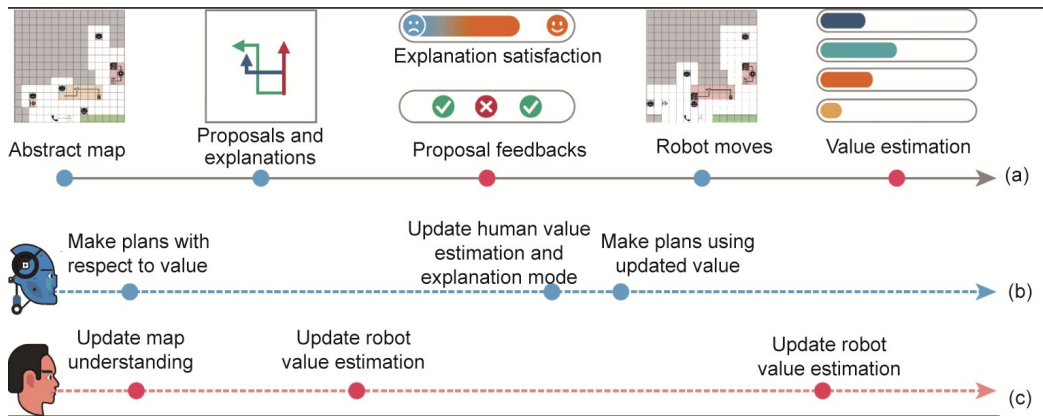 Explanation satisfaction
Abstract map
Proposals and
explanations
Proposal feedbacks
Robot moves
Value estimation
(a)
Make plans with
respect to value
Update human value
estimation and
explanation mode
Make plans using
updated value
(b)
Update map
understanding
Update robot
value estimation
Update robot
value estimation
(c)